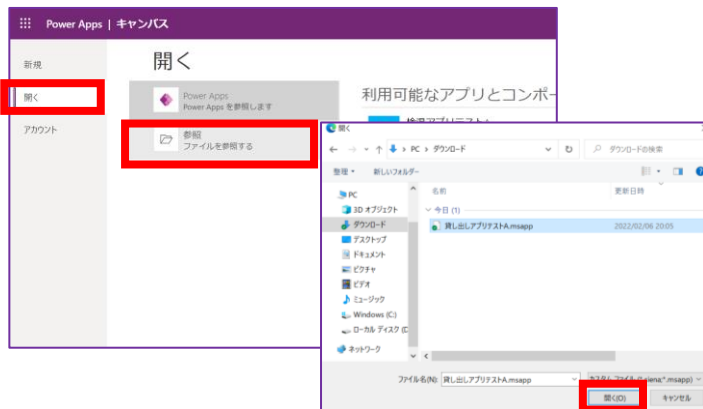 Power Apps | キャンバス
新規
開く
アカウント
開く
Power Apps
Power Apps を参照します
参照
ファイルを参照する
利用可能なアプリとコンポー
開く
PC > ダウンロード
ダウンロードの検索
整理
新しいフォルダー
PC
3D オブジェクト
ダウンロード
デスクトップ
ドキュメント
ピクチャ
ビデオ
ミュージック
Windows (C:)
ローカル ディスク (D
ネットワーク
名前
更新日時
今日 (1)
貸し出しアプリテストA.msapp
2022/02/06 20:05
ファイル名(N):
貸し出しアプリテストA.msapp
開く(O)
キャンセル